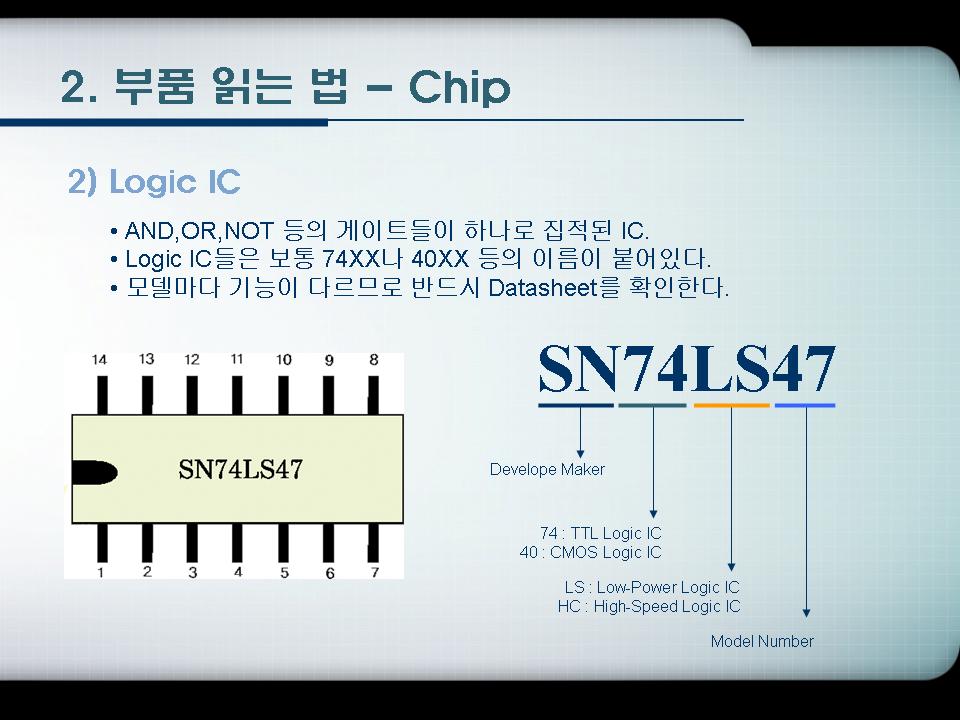 2. 부품 읽는 법 – Chip
2) Logic IC
• AND,OR,NOT 등의 게이트들이 하나로 집적된 IC.
• Logic IC들은 보통 74XX나 40XX 등의 이름이 붙어있다.
• 모델마다 기능이 다르므로 반드시 Datasheet를 확인한다.
14 13 12 11 10 9 8
SN74LS47
1 2 3 4 5 6 7
SN74LS47
Develope Maker
74 : TTL Logic IC
40 : CMOS Logic IC
LS : Low-Power Logic IC
HC : High-Speed Logic IC
Model Number